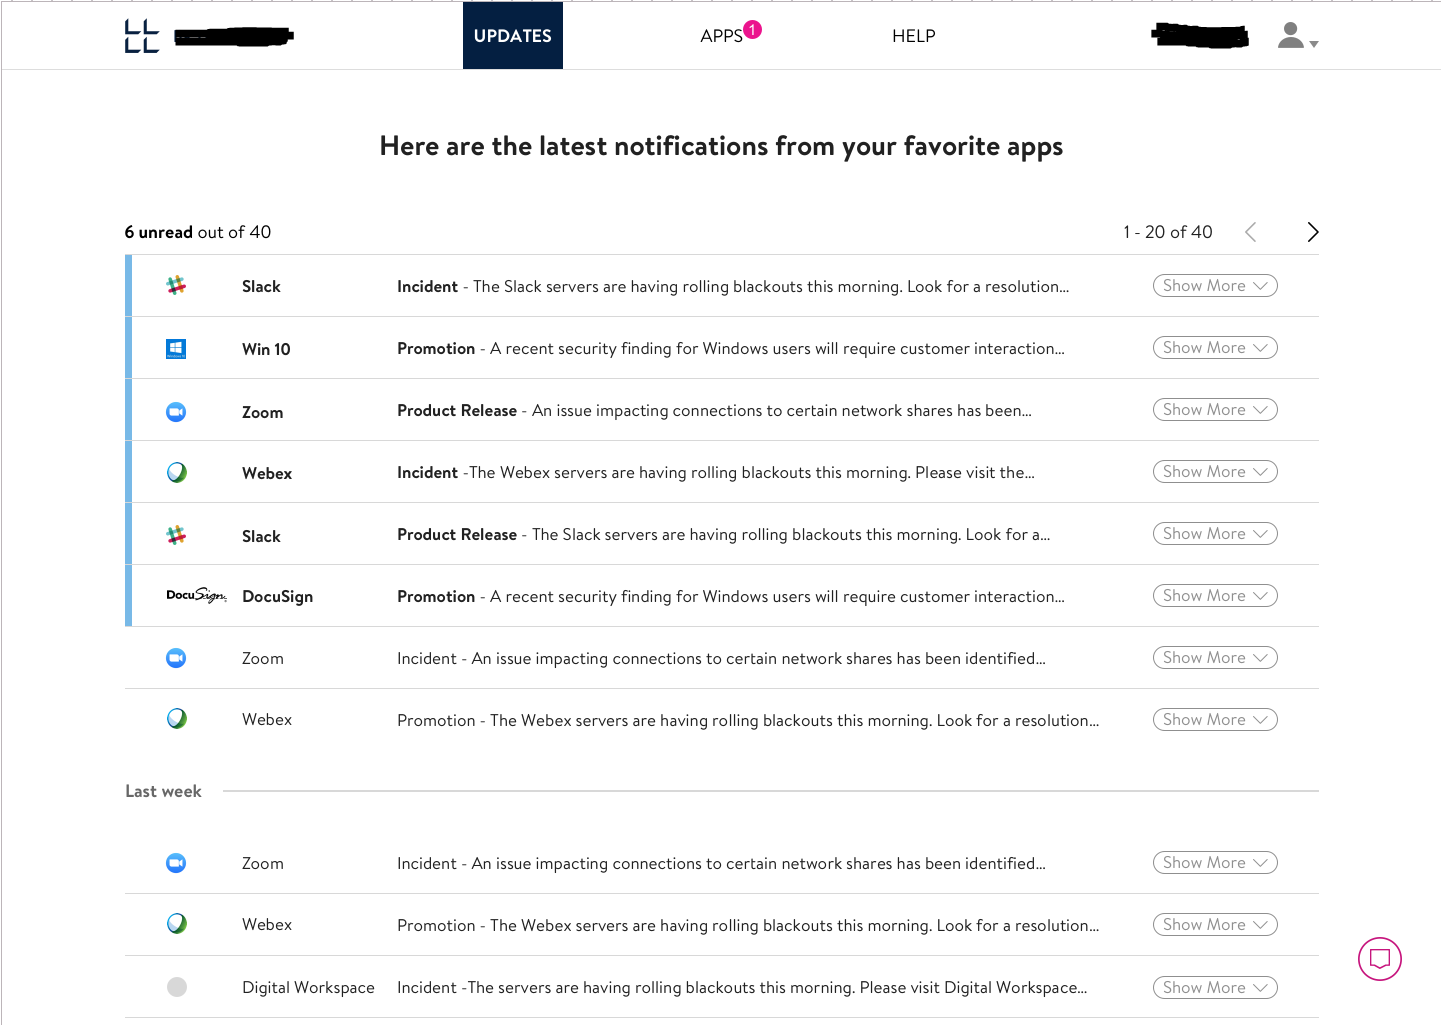 UPDATES APPS 1 HELP
Here are the latest notifications from your favorite apps
6 unread out of 40 1 - 20 of 40
Slack Incident - The Slack servers are having rolling blackouts this morning. Look for a resolution... Show More
Win 10 Promotion - A recent security finding for Windows users will require customer interaction... Show More
Zoom Product Release - An issue impacting connections to certain network shares has been... Show More
Webex Incident -The Webex servers are having rolling blackouts this morning. Please visit the... Show More
Slack Product Release - The Slack servers are having rolling blackouts this morning. Look for a... Show More
DocuSign DocuSign Promotion - A recent security finding for Windows users will require customer interaction... Show More
Zoom Incident - An issue impacting connections to certain network shares has been identified... Show More
Webex Promotion - The Webex servers are having rolling blackouts this morning. Look for a resolution... Show More
Last week
Zoom Incident - An issue impacting connections to certain network shares has been identified... Show More
Webex Promotion - The Webex servers are having rolling blackouts this morning. Look for a resolution... Show More
Digital Workspace Incident -The servers are having rolling blackouts this morning. Please visit Digital Workspace... Show More